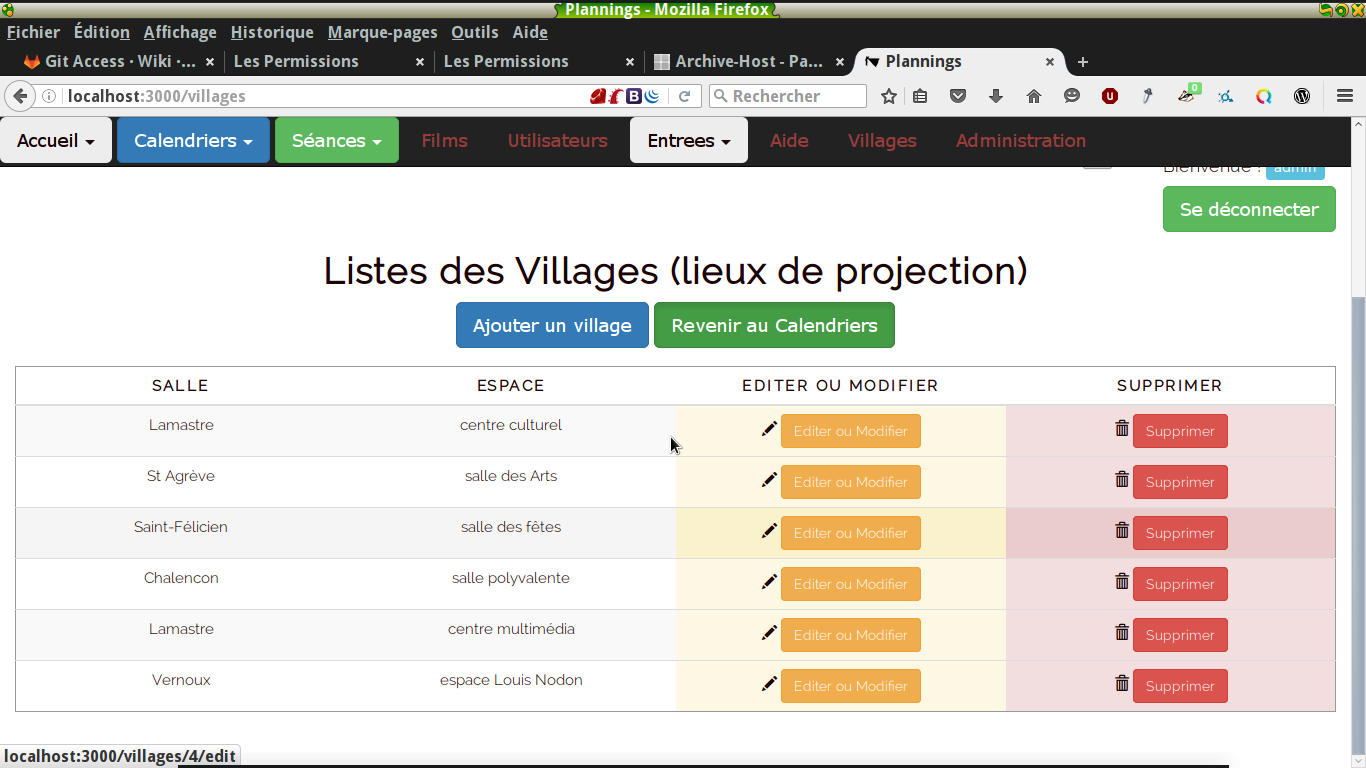 Plannings - Mozilla Firefox
Fichier Édition Affichage Historique Marque-pages Outils Aide
Git Access · Wiki ·... × Les Permissions × Les Permissions × Archive-Host - Pa... × Plannings × +
localhost:3000/villages B Rechercher 0
Accueil Calendriers Séances Films Utilisateurs Entrees Aide Villages Administration
Bienvenue ! admin
Se déconnecter
Listes des Villages (lieux de projection)
Ajouter un village Revenir au Calendriers
SALLE ESPACE EDITER OU MODIFIER SUPPRIMER
Lamastre centre culturel Editer ou Modifier Supprimer
St Agrève salle des Arts Editer ou Modifier Supprimer
Saint-Félicien salle des fêtes Editer ou Modifier Supprimer
Chalencon salle polyvalente Editer ou Modifier Supprimer
Lamastre centre multimédia Editer ou Modifier Supprimer
Vernoux espace Louis Nodon Editer ou Modifier Supprimer
localhost:3000/villages/4/edit